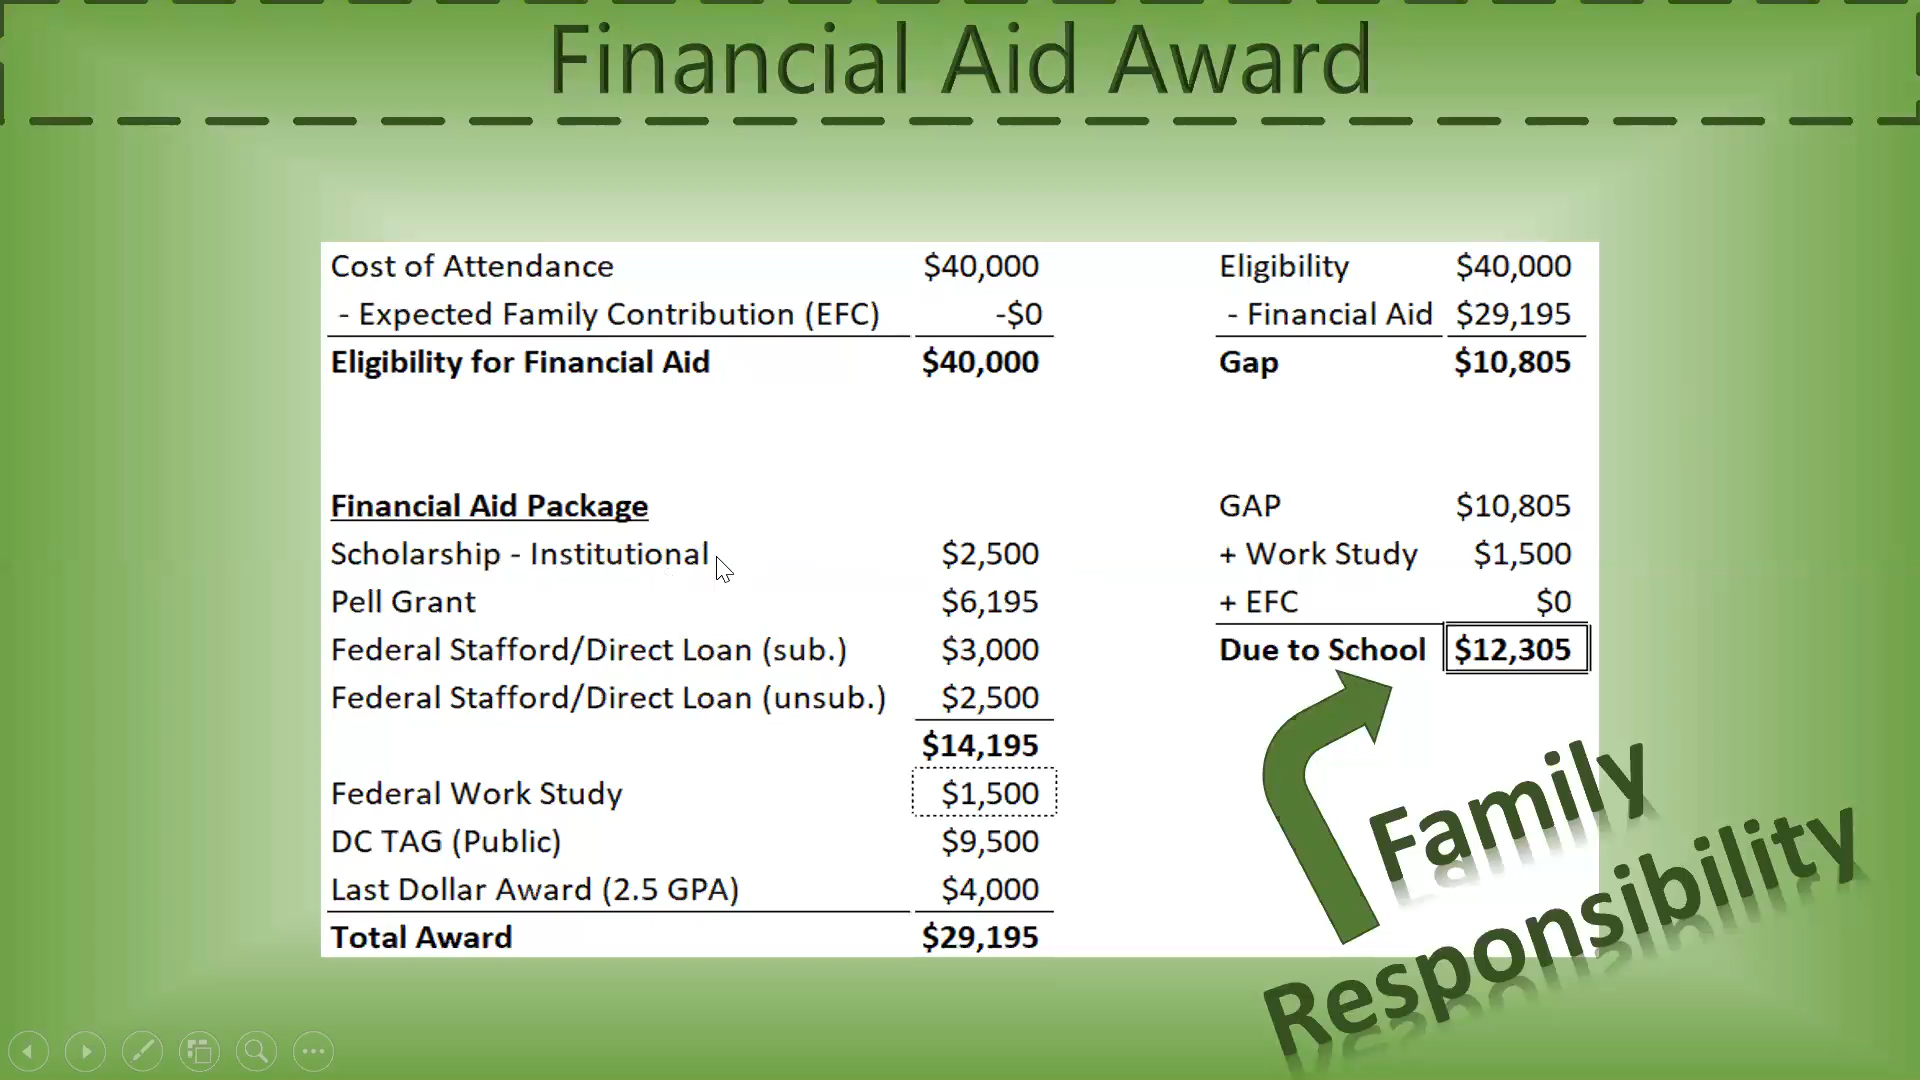 Financial Aid Award
Cost of Attendance $40,000
- Expected Family Contribution (EFC) -$0
Eligibility for Financial Aid $40,000
Eligibility $40,000
- Financial Aid $29,195
Gap $10,805
Financial Aid Package
Scholarship - Institutional $2,500
Pell Grant $6,195
Federal Stafford/Direct Loan (sub.) $3,000
Federal Stafford/Direct Loan (unsub.) $2,500
$14,195
Federal Work Study $1,500
DC TAG (Public) $9,500
Last Dollar Award (2.5 GPA) $4,000
Total Award $29,195
GAP $10,805
+ Work Study $1,500
+ EFC $0
Due to School $12,305
Family
Responsibility